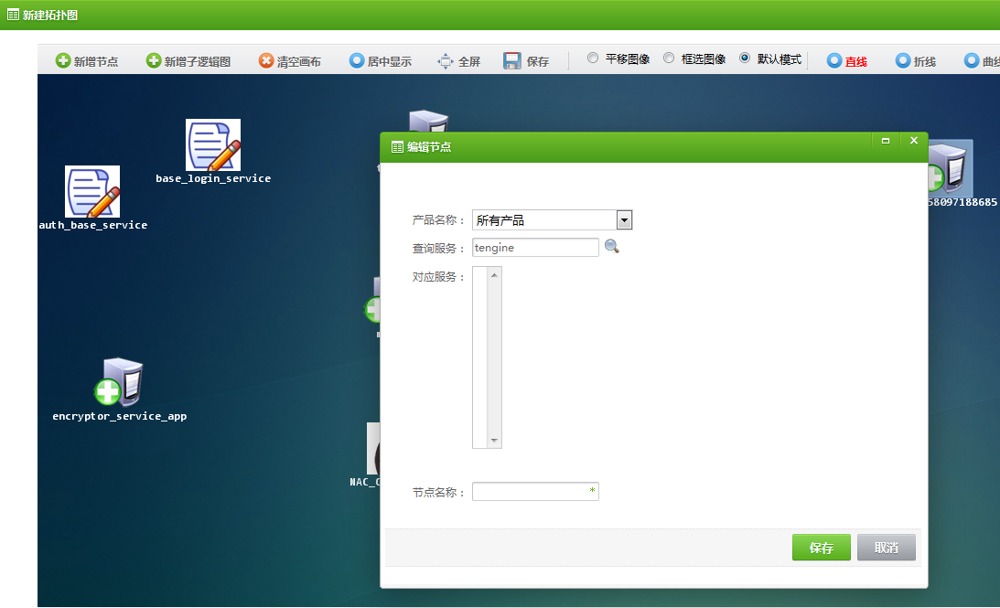 新建拓扑图
新增节点 新增子逻辑图 清空画布 居中显示 全屏 保存 平移图像 框选图像 默认模式 直线 折线
base_login_service
auth_base_service
编辑节点
58097188685
产品名称： 所有产品
查询服务： tengine
对应服务：
encryptor_service_app
NAC_
节点名称： *
保存 取消